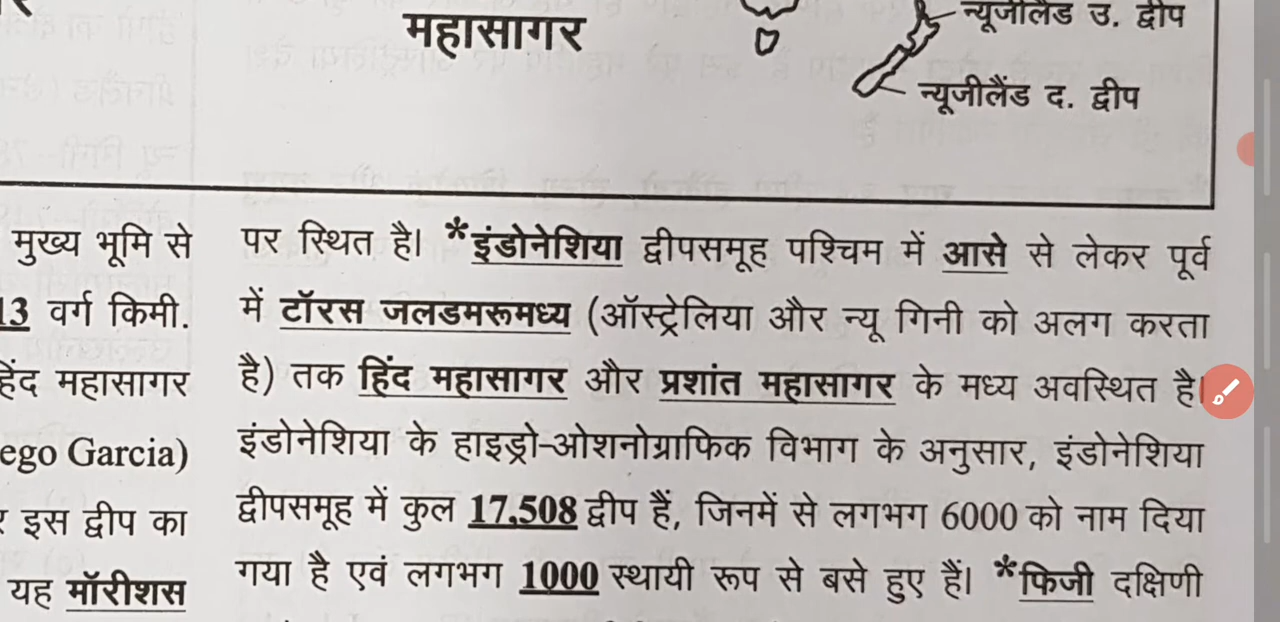 महासागर
न्यूजीलैंड उ. द्वीप
न्यूजीलैंड द. द्वीप
मुख्य भूमि से
13 वर्ग किमी.
हिंद महासागर
ego Garcia)
इस द्वीप का
यह मॉरीशस
पर स्थित है। *इंडोनेशिया द्वीपसमूह पश्चिम में आसे से लेकर पूर्व
में टॉरस जलडमरूमध्य (ऑस्ट्रेलिया और न्यू गिनी को अलग करता
है) तक हिंद महासागर और प्रशांत महासागर के मध्य अवस्थित है।
इंडोनेशिया के हाइड्रो-ओशनोग्राफिक विभाग के अनुसार, इंडोनेशिया
द्वीपसमूह में कुल 17,508 द्वीप हैं, जिनमें से लगभग 6000 को नाम दिया
गया है एवं लगभग 1000 स्थायी रूप से बसे हुए हैं। *फिजी दक्षिणी